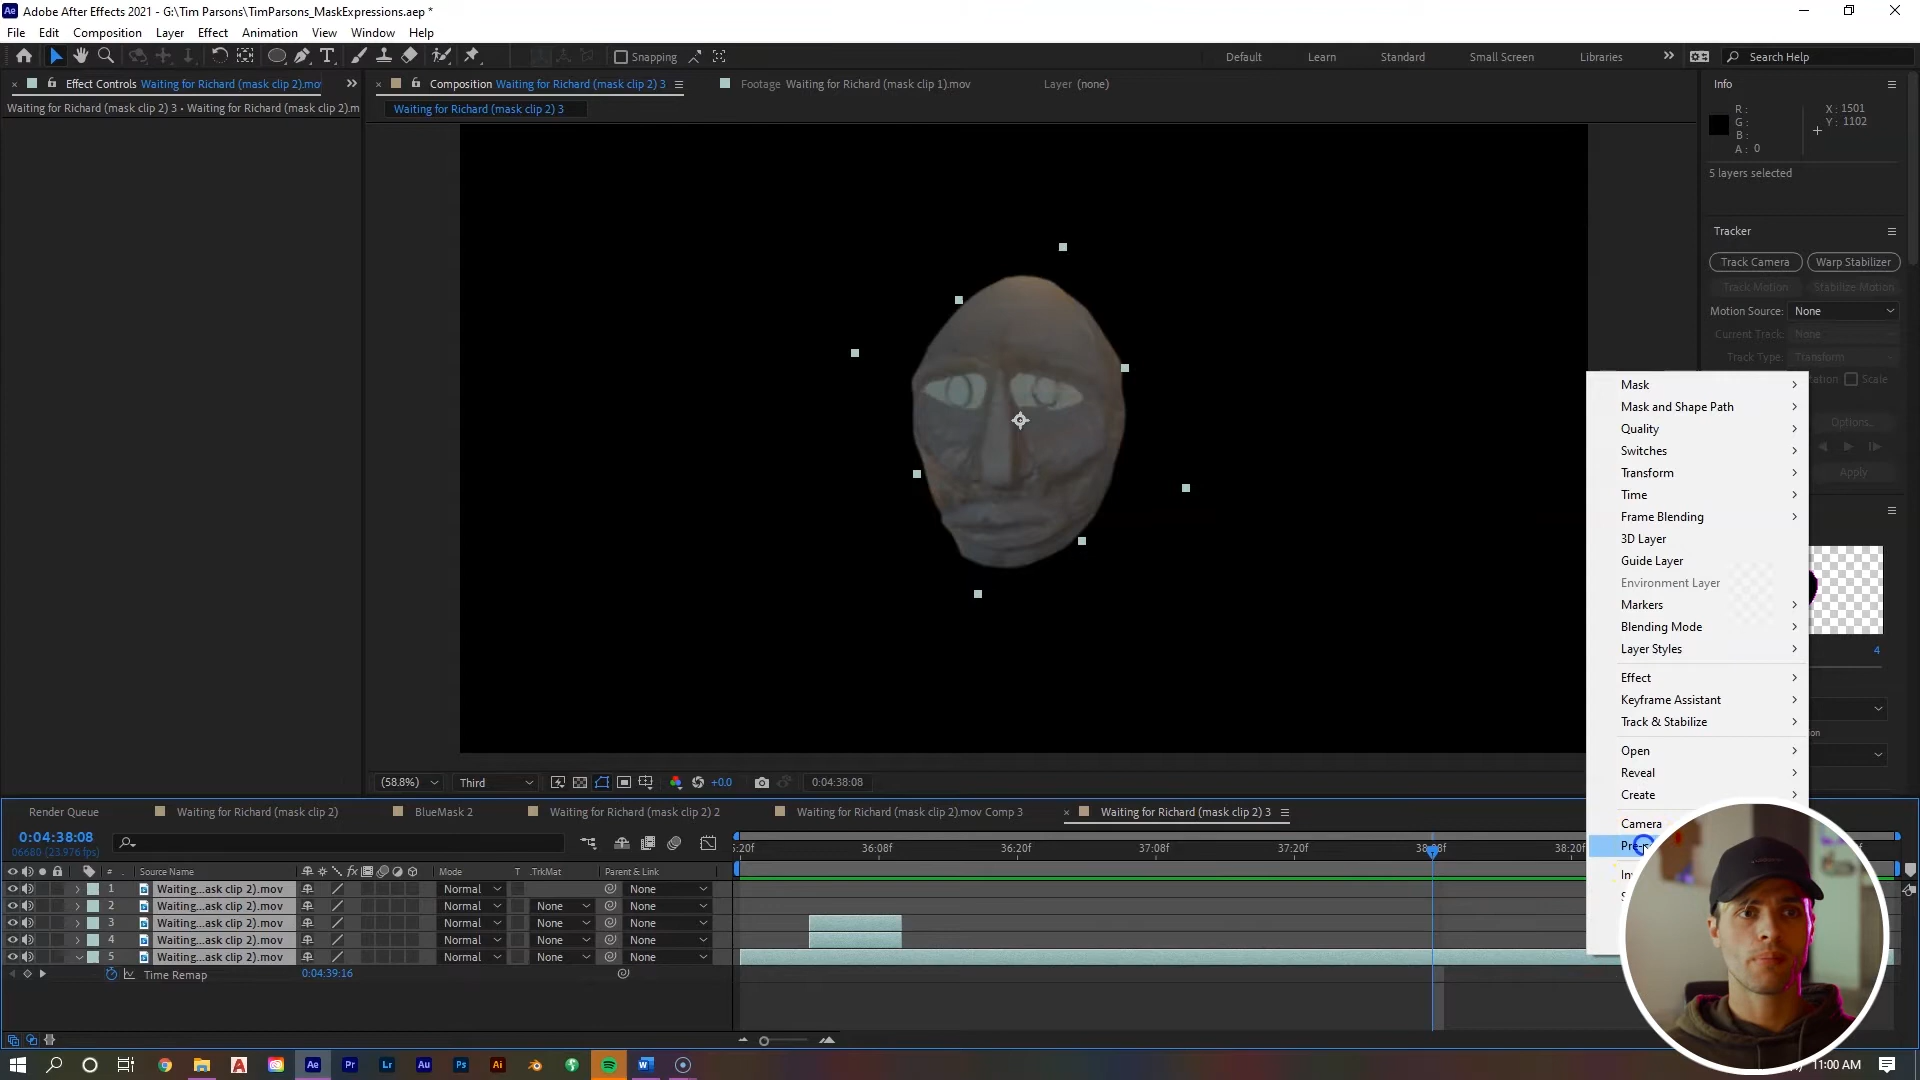 Adobe After Effects 2021 - G:\Tim Parsons\TimParsons_MaskExpressions.aep *
File Edit Composition Layer Effect Animation View Window Help
Snapping
Default Learn Standard Small Screen Libraries
Search Help
Effect Controls Waiting for Richard (mask clip 2).mo
Composition Waiting for Richard (mask clip 2) 3
Footage Waiting for Richard (mask clip 1).mov
Layer (none)
Info
Waiting for Richard (mask clip 2) 3 • Waiting for Richard (mask clip 2).m
Waiting for Richard (mask clip 2) 3
R :
G :
B :
A : 0
X : 1501
Y : 1102
5 layers selected
Tracker
Track Camera Warp Stabilizer
Track Motion Stabilize Motion
Motion Source: None
Current Track: None
Track Type: Transform
Scale
Options...
Apply
Mask
Mask and Shape Path
Quality
Switches
Transform
Time
Frame Blending
3D Layer
Guide Layer
Environment Layer
Markers
Blending Mode
Layer Styles
4
Effect
Keyframe Assistant
Track & Stabilize
Open
Reveal
Create
Camera
(58.8%) Third +0.0 0:04:38:08
Render Queue
Waiting for Richard (mask clip 2)
BlueMask 2
Waiting for Richard (mask clip 2) 2
Waiting for Richard (mask clip 2).mov Comp 3
Waiting for Richard (mask clip 2) 3
0:04:38:08
06680 (23.976 fps)
5:20f 36:08f 36:20f 37:08f 37:20f 38:08f 38:20f
# Source Name Mode T .TrkMat Parent & Link
1 Waiting...ask clip 2).mov Normal None
2 Waiting...ask clip 2).mov Normal None None
3 Waiting...ask clip 2).mov Normal None None
4 Waiting...ask clip 2).mov Normal None None
5 Waiting...ask clip 2).mov Normal None None
Time Remap 0:04:39:16
11:00 AM